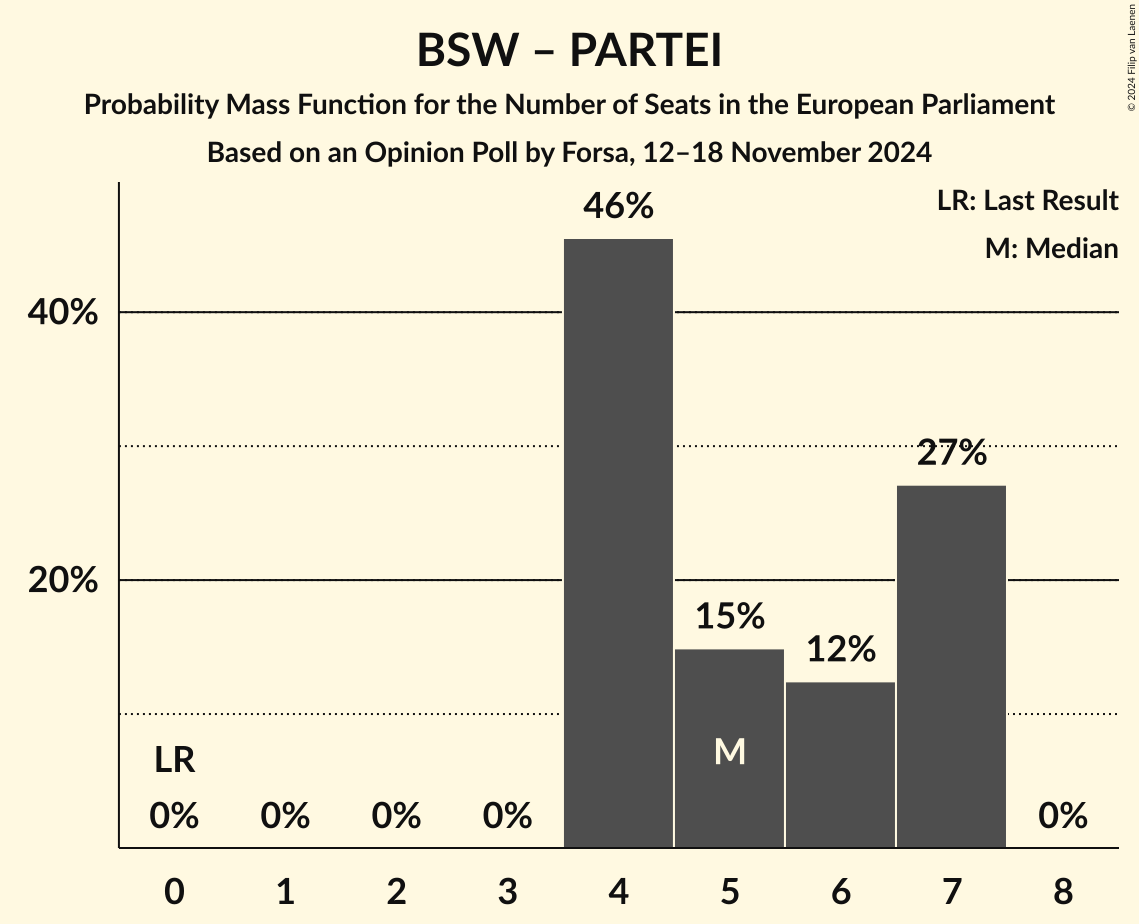 BSW – PARTEI
Probability Mass Function for the Number of Seats in the European Parliament
Based on an Opinion Poll by Forsa, 12–18 November 2024
© 2024 Filip van Laenen
LR: Last Result
M: Median
46%
40%
27%
20%
15%
12%
M
LR
0% 0% 0% 0% 0%
0 1 2 3 4 5 6 7 8